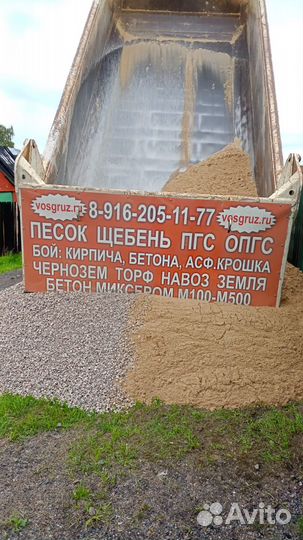 vosgruz.ru 8-916-205-11-77 vosgruz.ru
ПЕСОК ЩЕБЕНЬ ПГС ОПГС
БОЙ: КИРПИЧА, БЕТОНА, АСФ.КРОШКА
ЧЕРНОЗЕМ ТОРФ НАВОЗ ЗЕМЛЯ
БЕТОН МИКСЕРОМ М100-М500
Avito